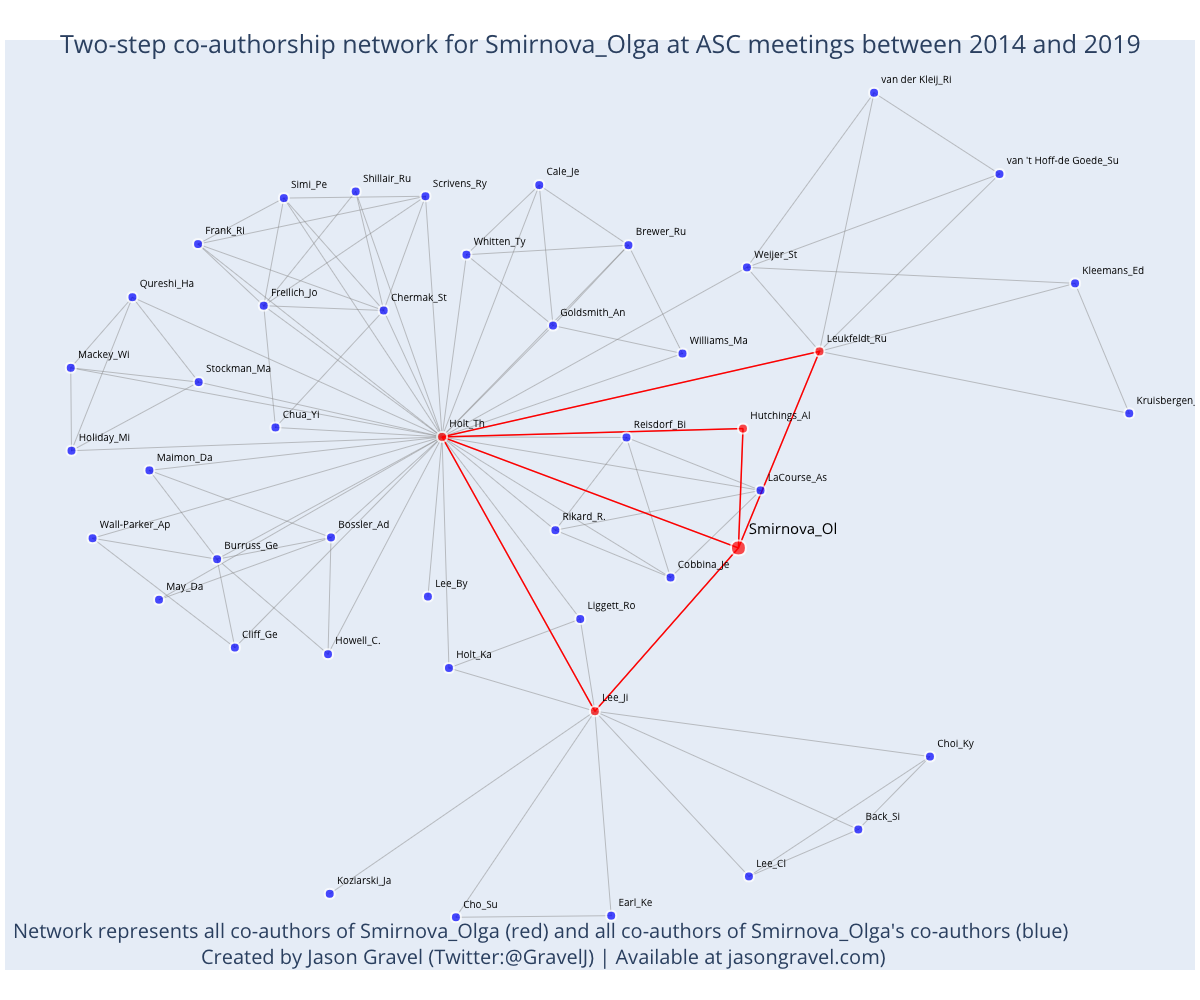 Two-step co-authorship network for Smirnova_Olga at ASC meetings between 2014 and 2019
van der Kleij_Ri
van 't Hoff-de Goede_Su
Cale_Je
Shillair_Ru
Simi_Pe
Scrivens_Ry
Frank_Ri
Brewer_Ru
Whitten_Ty
Weijer_St
Kleemans_Ed
Qureshi_Ha
Freilich_Jo
Chermak_St
Goldsmith_An
Williams_Ma
Leukfeldt_Ru
Mackey_Wi
Stockman_Ma
Kruisbergen_
Chua_Yi
Hutchings_Al
Holt_Th
Reisdorf_Bi
Holiday_Mi
Maimon_Da
LaCourse_As
Rikard_R.
Wall-Parker_Ap
Bossler_Ad
Smirnova_Ol
Burruss_Ge
Cobbina_Je
May_Da
Lee_By
Liggett_Ro
Cliff_Ge
Howell_C.
Holt_Ka
Lee_Ji
Choi_Ky
Back_Si
Lee_Cl
Koziarski_Ja
Cho_Su
Earl_Ke
Network represents all co-authors of Smirnova_Olga (red) and all co-authors of Smirnova_Olga's co-authors (blue)
Created by Jason Gravel (Twitter:@GravelJ) | Available at jasongravel.com)